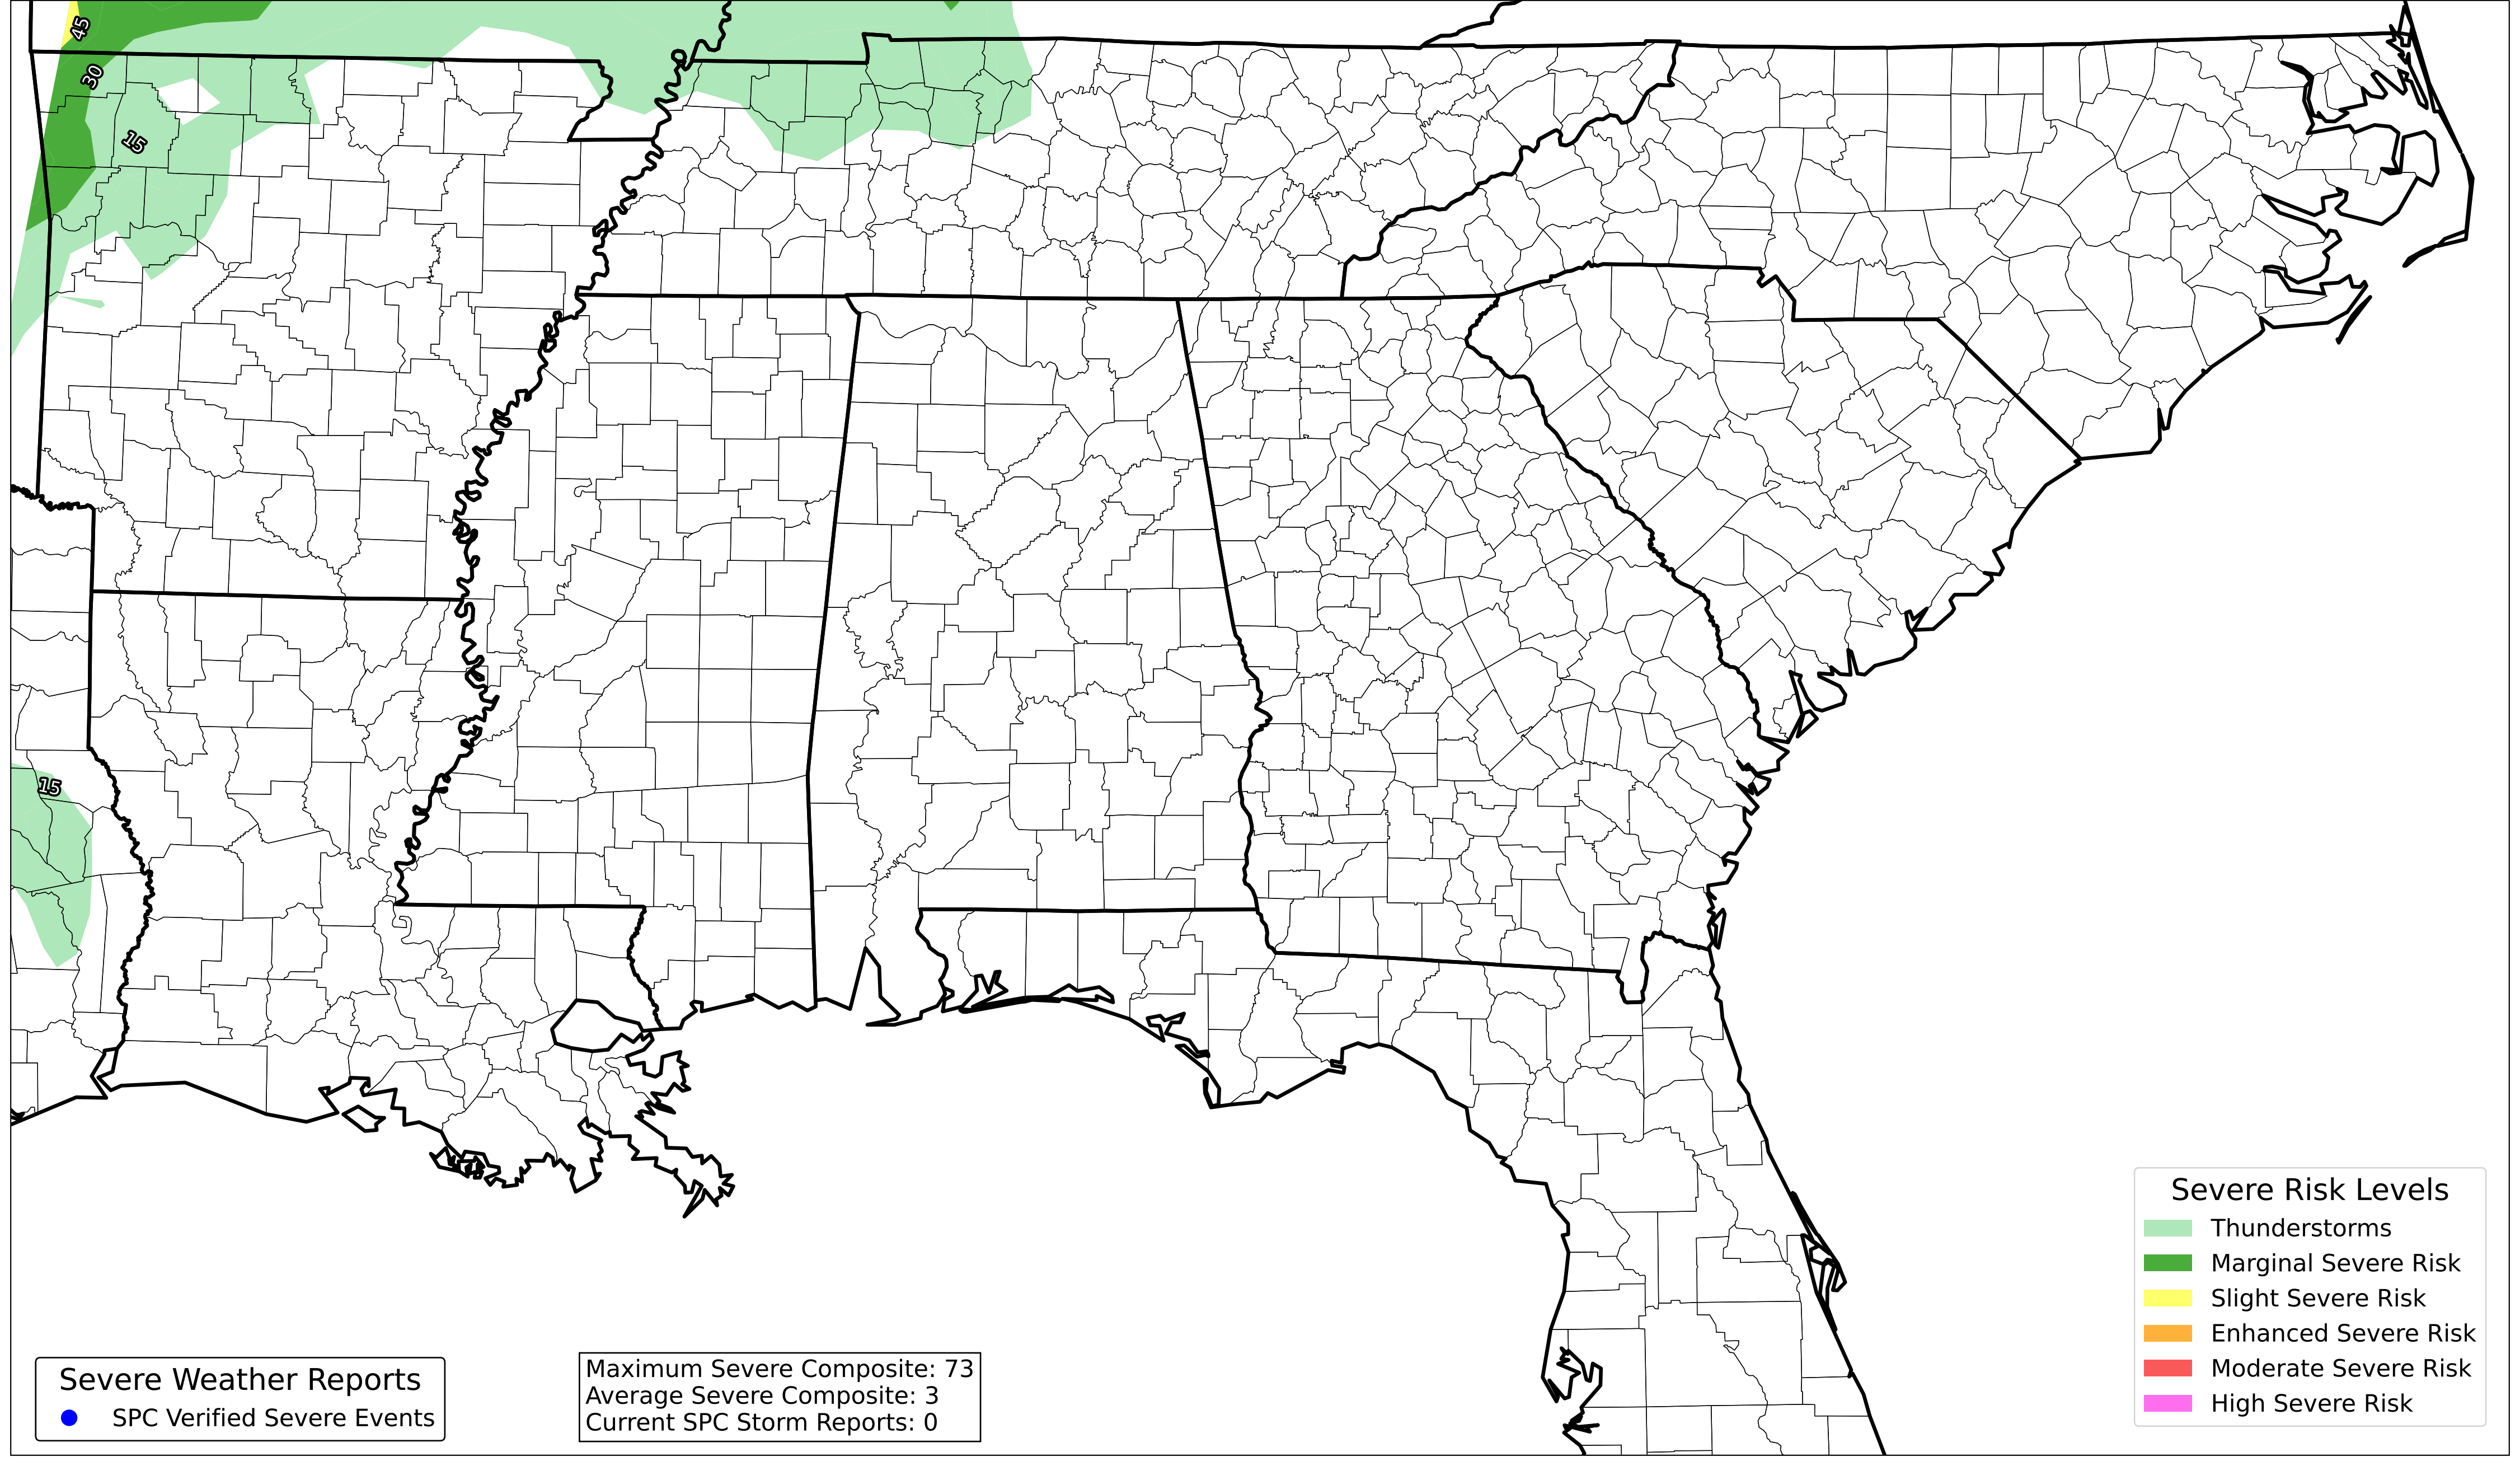 45
30
15
15
Severe Risk Levels
Thunderstorms
Marginal Severe Risk
Slight Severe Risk
Enhanced Severe Risk
Moderate Severe Risk
High Severe Risk
Severe Weather Reports
SPC Verified Severe Events
Maximum Severe Composite: 73
Average Severe Composite: 3
Current SPC Storm Reports: 0